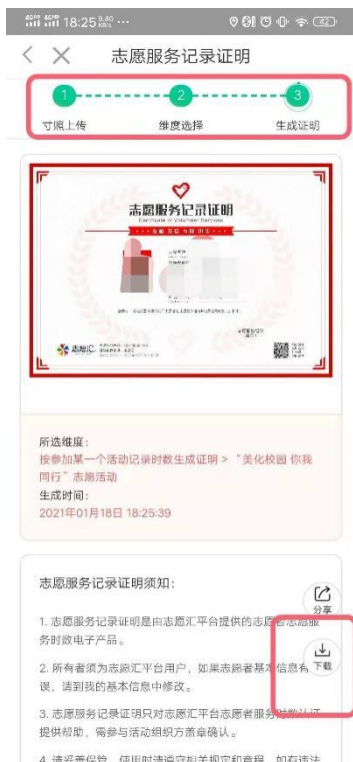 18:25
42
志愿服务记录证明
1
2
3
寸照上传
维度选择
生成证明
志愿服务记录证明
Certificate of Volunteer Services
志愿汇
所选维度：
按参加某一个活动记录时数生成证明 > “美化校园 你我
同行”志愿活动
生成时间：
2021年01月18日 18:25:39
志愿服务记录证明须知：
分享
1. 志愿服务记录证明是由志愿汇平台提供的志愿者志愿服
务时数电子产品。
下载
2. 所有者须为志愿汇平台用户，如果志愿者基本信息有
误，请到我的基本信息中修改。
3. 志愿服务记录证明只对志愿汇平台志愿者服务时数认证
提供帮助，需参与活动组织方盖章确认。
4. 请妥善保管，使用时请遵守相关规定和章程，如有违法